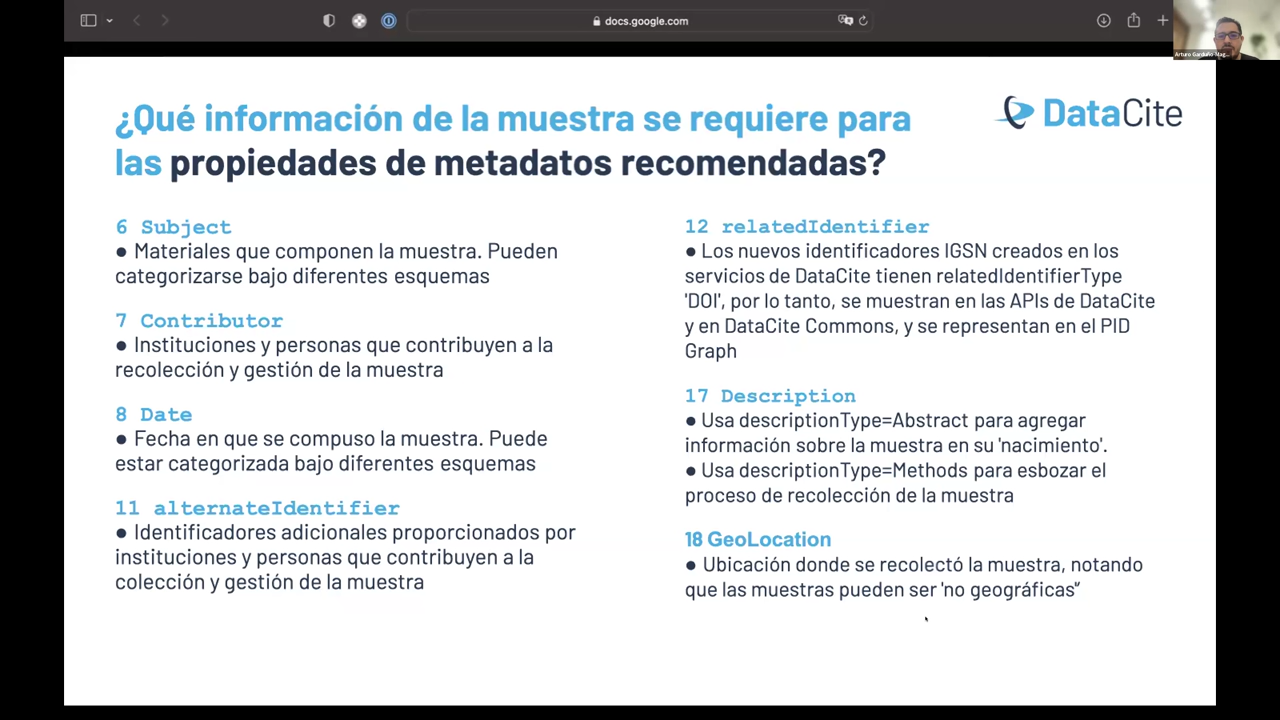 docs.google.com
Arturo Garduño-Mag...
¿Qué información de la muestra se requiere para
las propiedades de metadatos recomendadas?
DataCite
6 Subject
● Materiales que componen la muestra. Pueden
categorizarse bajo diferentes esquemas
7 Contributor
● Instituciones y personas que contribuyen a la
recolección y gestión de la muestra
8 Date
● Fecha en que se compuso la muestra. Puede
estar categorizada bajo diferentes esquemas
11 alternateIdentifier
● Identificadores adicionales proporcionados por
instituciones y personas que contribuyen a la
colección y gestión de la muestra
12 relatedIdentifier
● Los nuevos identificadores IGSN creados en los
servicios de DataCite tienen relatedIdentifierType
'DOI', por lo tanto, se muestran en las APIs de DataCite
y en DataCite Commons, y se representan en el PID
Graph
17 Description
● Usa descriptionType=Abstract para agregar
información sobre la muestra en su 'nacimiento'.
● Usa descriptionType=Methods para esbozar el
proceso de recolección de la muestra
18 GeoLocation
● Ubicación donde se recolectó la muestra, notando
que las muestras pueden ser 'no geográficas“